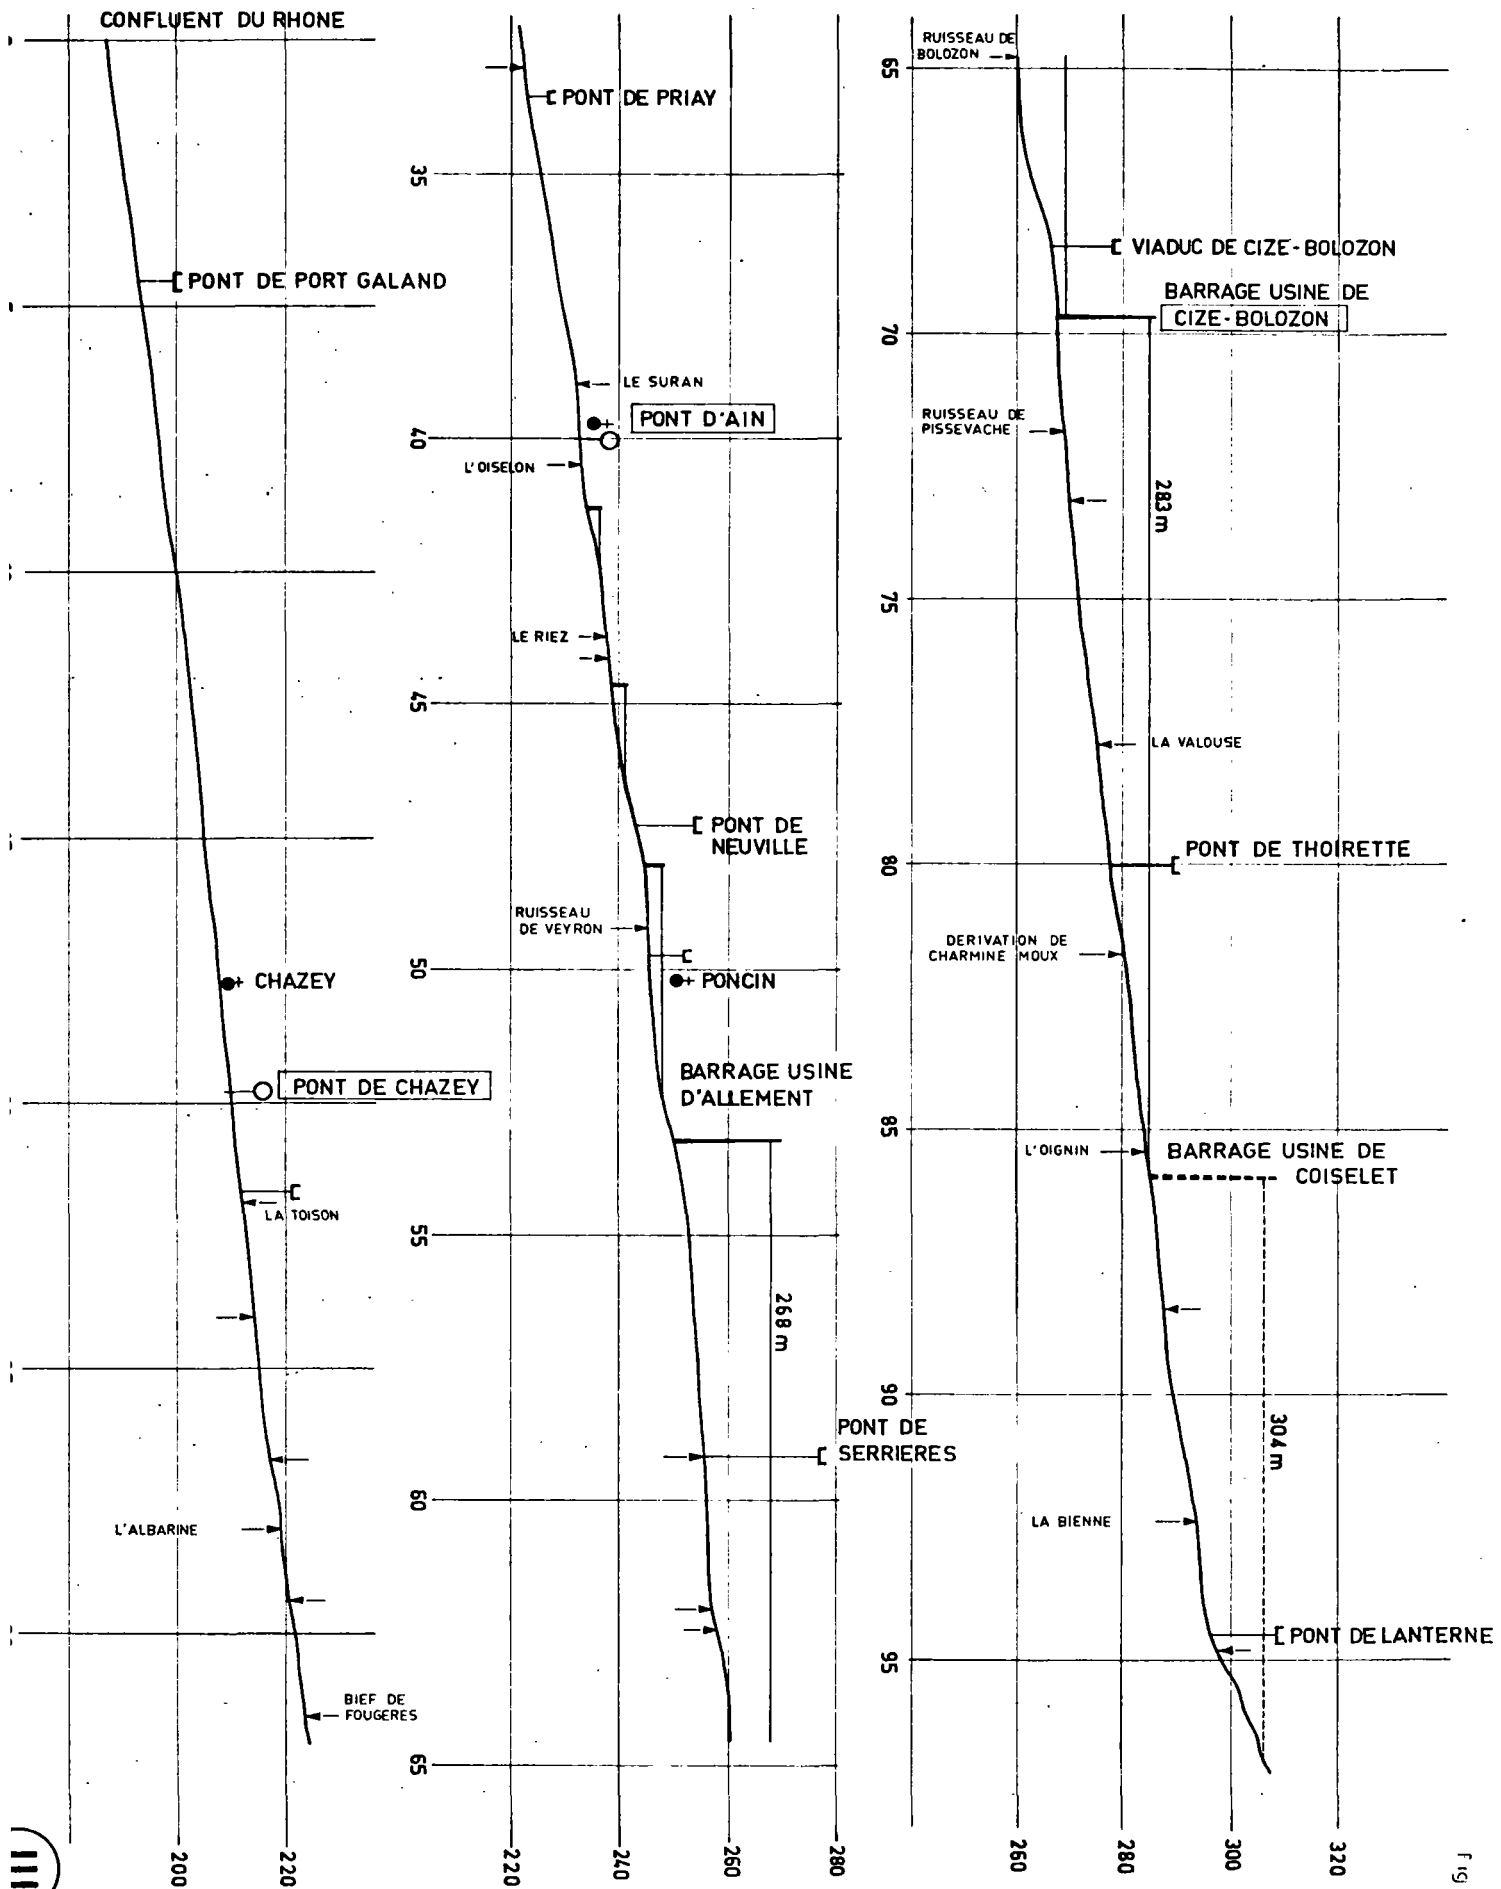 CONFLUENT DU RHONE
PONT DE PORT GALAND
CHAZEY
PONT DE CHAZEY
LA TOISON
L'ALBARINE
BIEF DE
FOUGERES
200
220
PONT DE PRIAY
35
LE SURAN
PONT D'AIN
40
L'OISELON
LE RIEZ
45
PONT DE
NEUVILLE
RUISSEAU
DE VEYRON
50
PONCIN
BARRAGE USINE
D'ALLEMENT
55
268 m
PONT DE
SERRIERES
60
65
220
240
260
280
RUISSEAU DE
BOLOZON
65
VIADUC DE CIZE-BOLOZON
BARRAGE USINE DE
CIZE-BOLOZON
70
RUISSEAU DE
PISSEVACHE
283 m
75
LA VALOUSE
PONT DE THOIRETTE
80
DERIVATION DE
CHARMINE MOUX
85
L'OIGNIN
BARRAGE USINE DE
COISELET
90
304 m
LA BIENNE
PONT DE LANTERNE
95
260
280
300
320
III